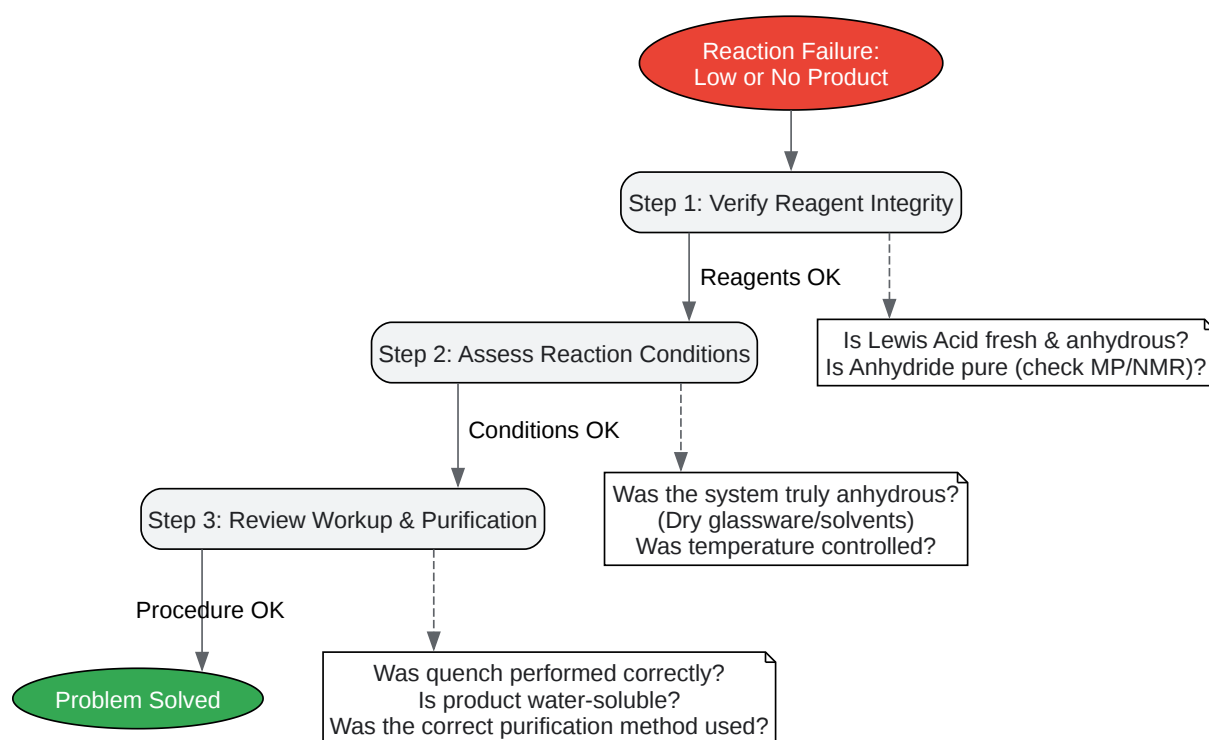 Reaction Failure:
Low or No Product
Step 1: Verify Reagent Integrity
Reagents OK
Is Lewis Acid fresh & anhydrous?
Is Anhydride pure (check MP/NMR)?
Step 2: Assess Reaction Conditions
Conditions OK
Was the system truly anhydrous?
(Dry glassware/solvents)
Was temperature controlled?
Step 3: Review Workup & Purification
Procedure OK
Was quench performed correctly?
Is product water-soluble?
Was the correct purification method used?
Problem Solved